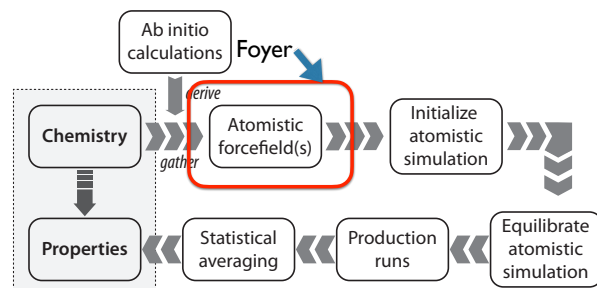 Ab initio
calculations
Foyer
derive
Chemistry
gather
Atomistic
forcefield(s)
Initialize
atomistic
simulation
Properties
Statistical
averaging
Production
runs
Equilibrate
atomistic
simulation